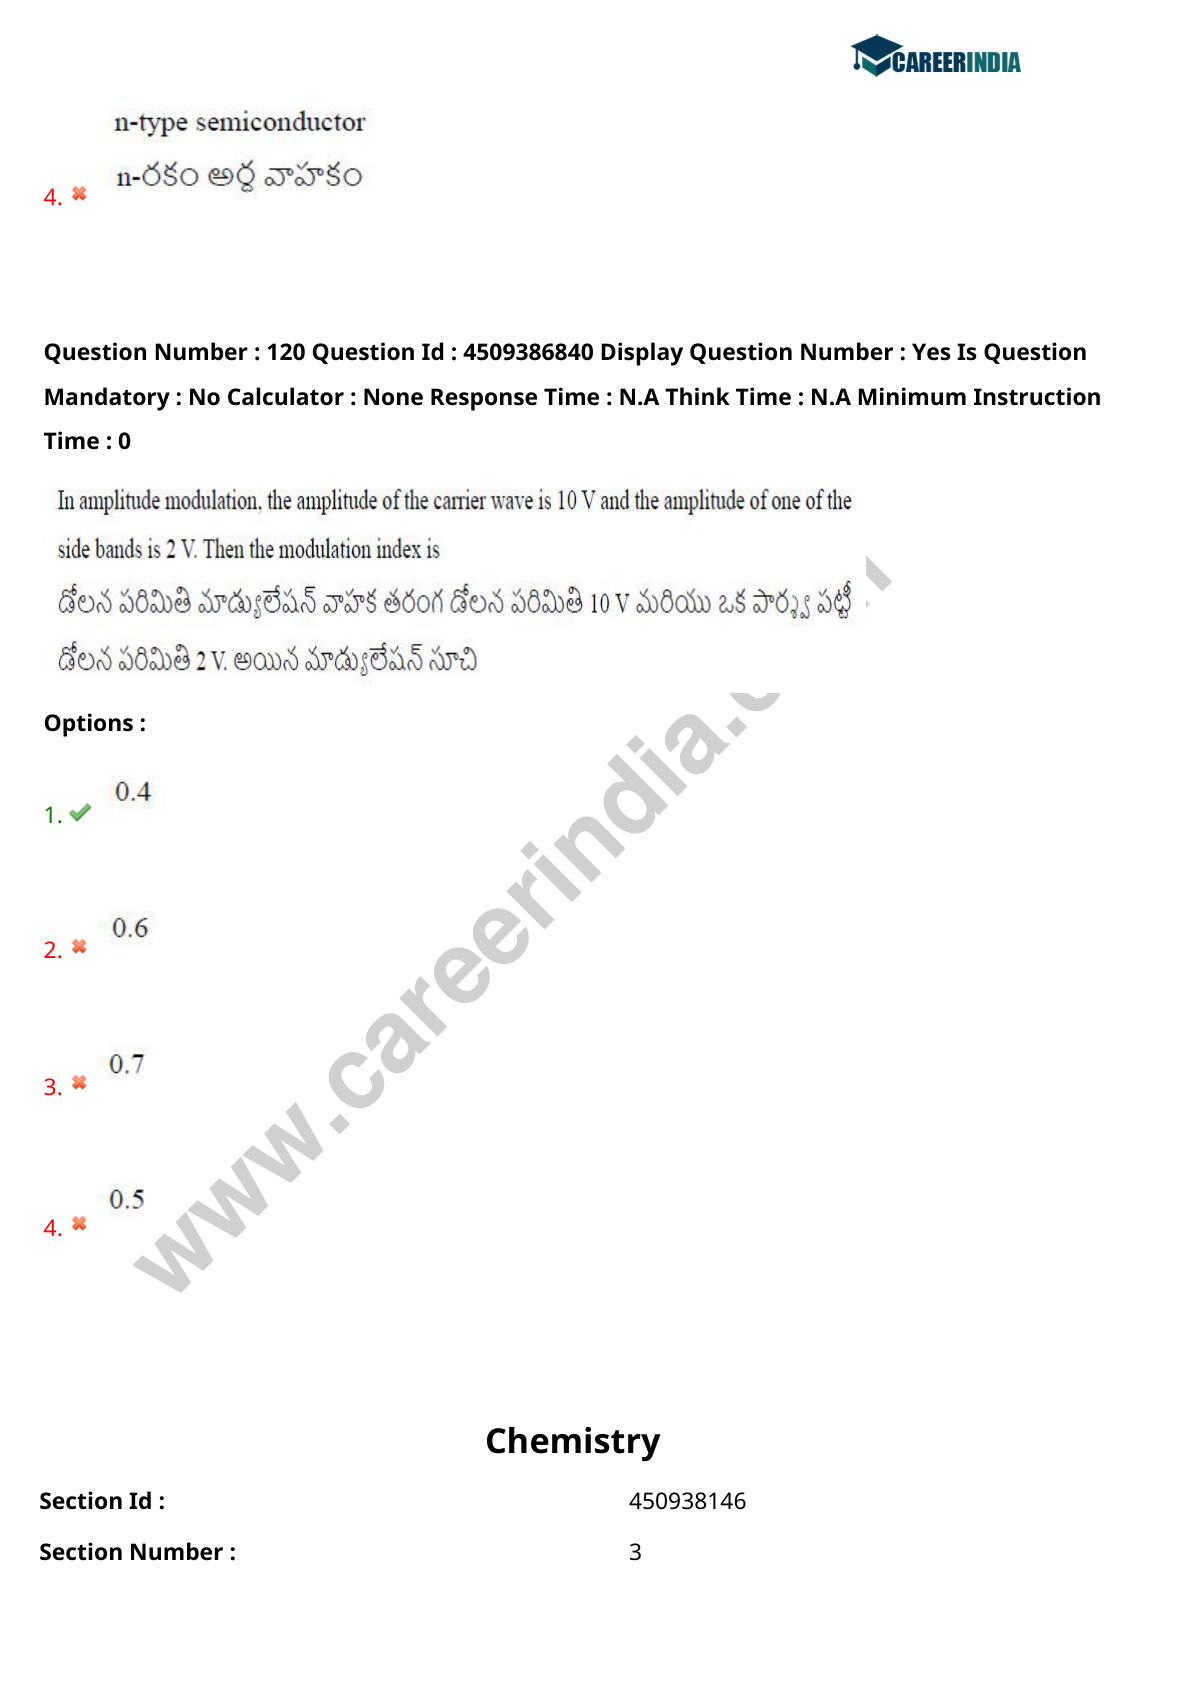 CAREERINDIA
n-type semiconductor
n-రకం అర్ధ వాహకం
4.
Question Number : 120 Question Id : 4509386840 Display Question Number : Yes Is Question
Mandatory : No Calculator : None Response Time : N.A Think Time : N.A Minimum Instruction
Time : 0
In amplitude modulation, the amplitude of the carrier wave is 10 V and the amplitude of one of the
side bands is 2 V. Then the modulation index is
డోలన పరిమితి మాడ్యులేషన్ వాహక తరంగ డోలన పరిమితి 10 V మరియు ఒక పార్శ్వ పట్టీ
డోలన పరిమితి 2 V. అయిన మాడ్యులేషన్ సూచి
Options :
1. 0.4
2. 0.6
3. 0.7
4. 0.5
www.careerindia.c
Chemistry
Section Id : 450938146
Section Number : 3